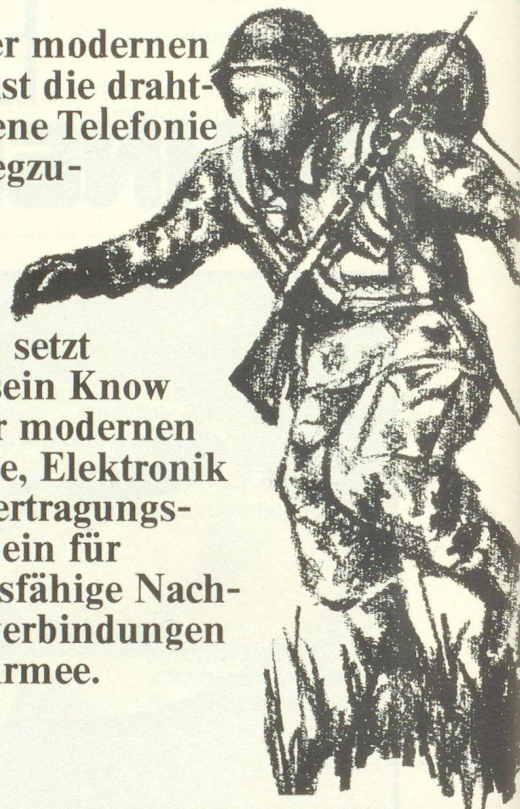 er modernen
st die draht-
ene Telefonie
egzu-
setzt
sein Know
r modernen
e, Elektronik
ertragungs-
ein für
sfähige Nach-
verbindungen
rmee.